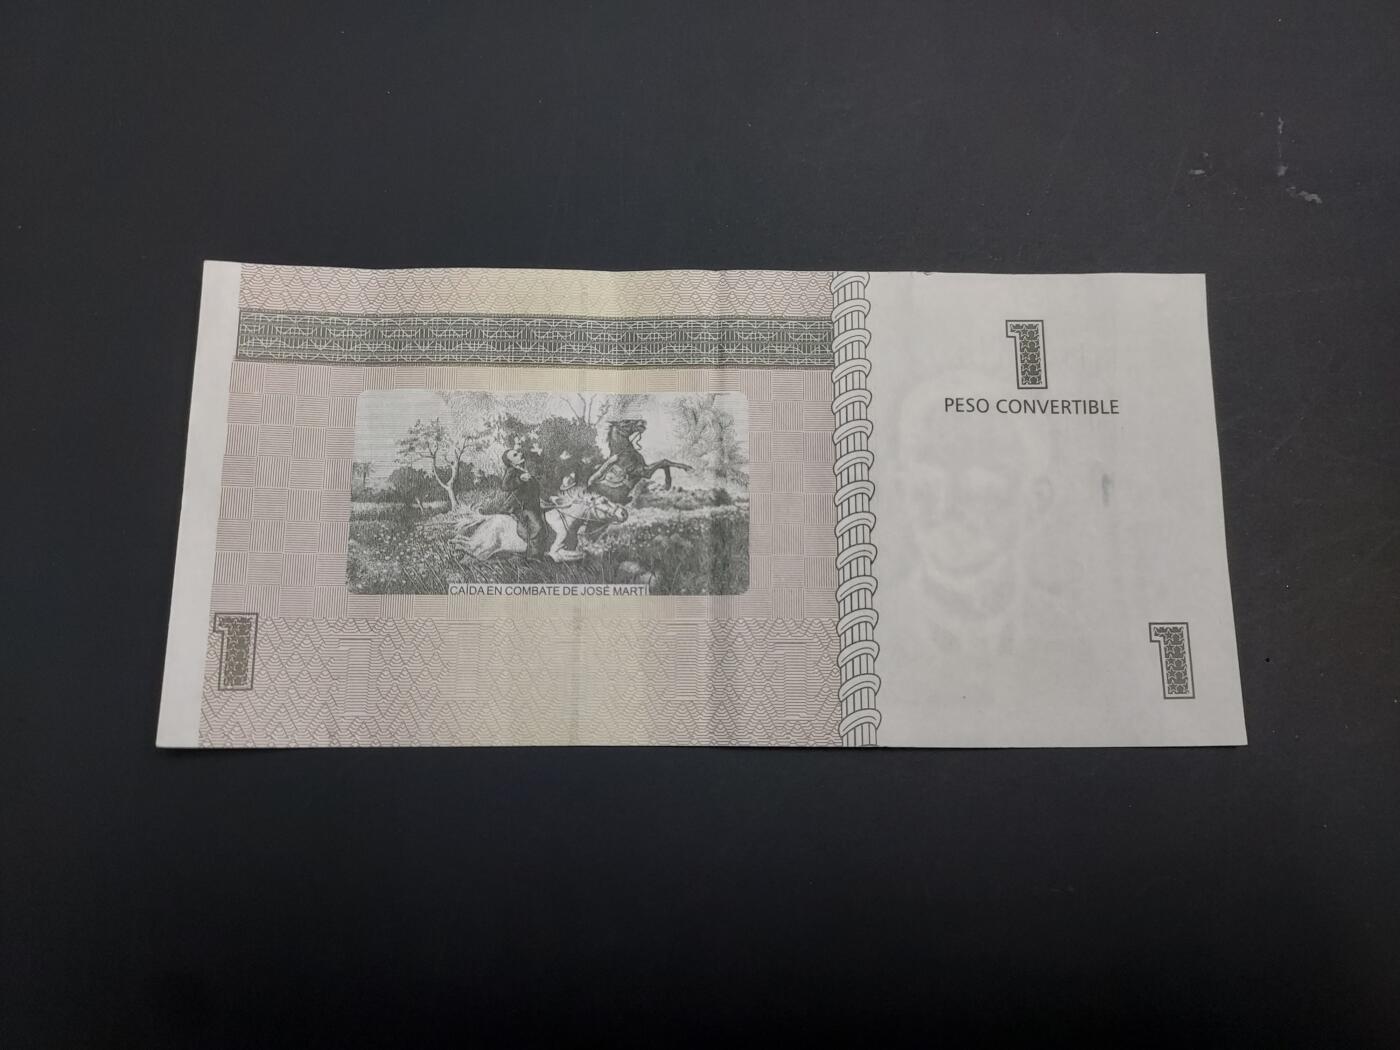 1
PESO CONVERTIBLE
CAÍDA EN COMBATE DE JOSÉ MARTÍ
1
1